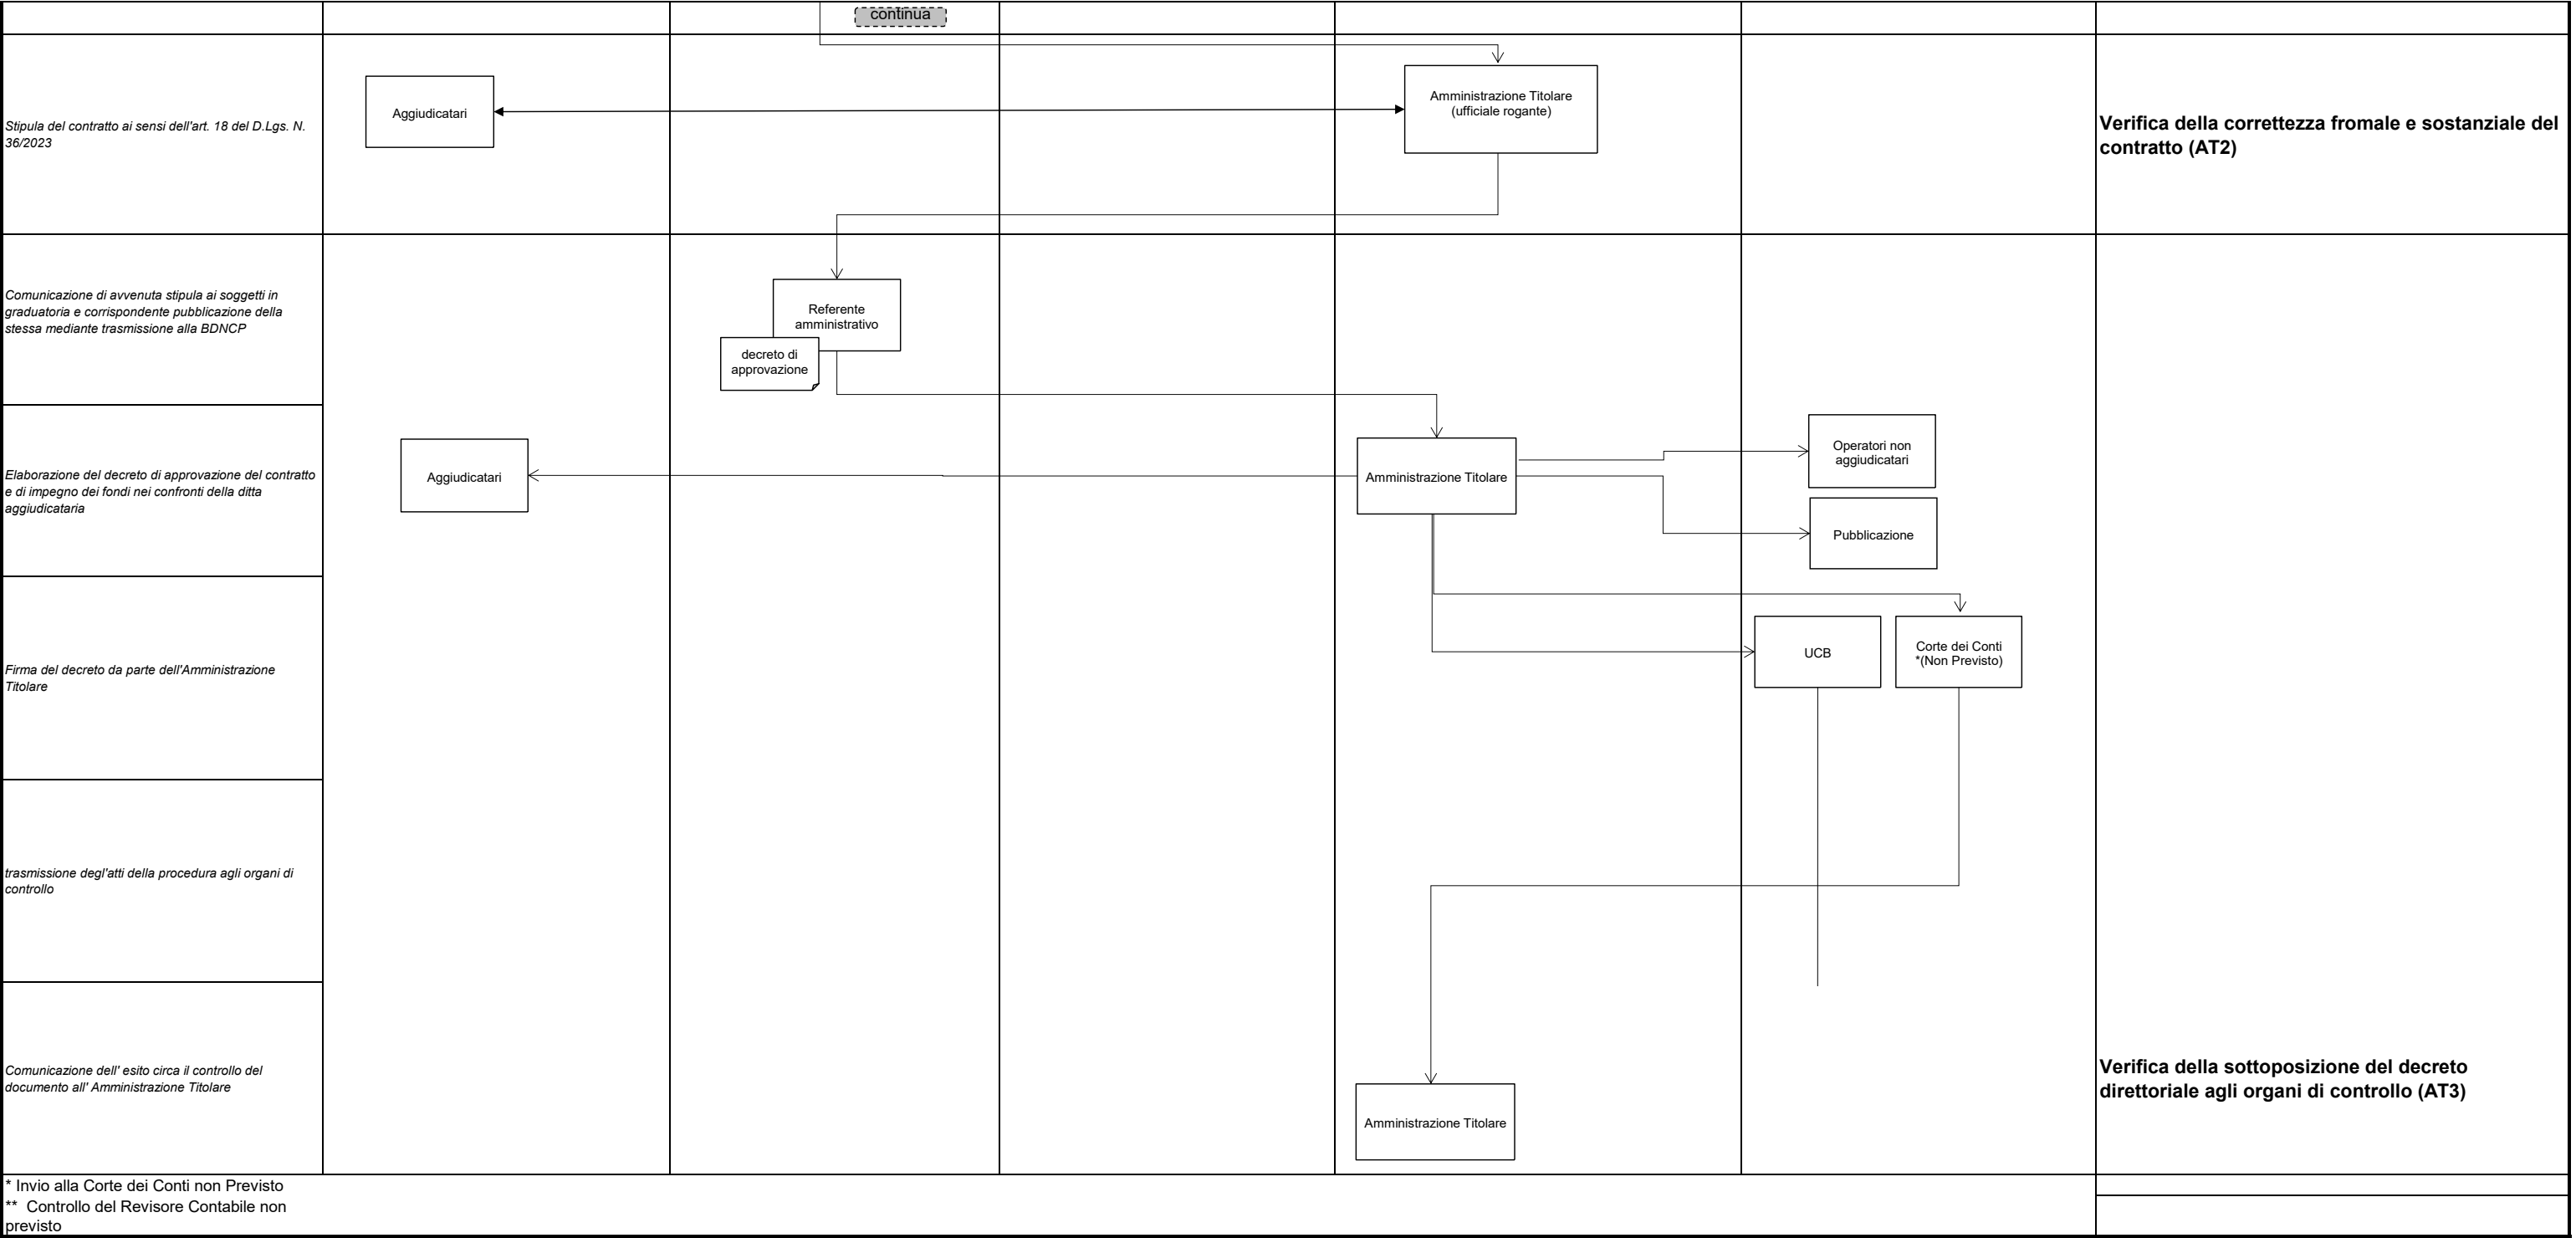 continua
Stipula del contratto ai sensi dell'art. 18 del D.Lgs. N.
36/2023
Aggiudicatari
Amministrazione Titolare
(ufficiale rogante)
Verifica della correttezza fromale e sostanziale del
contratto (AT2)
Comunicazione di avvenuta stipula ai soggetti in
graduatoria e corrispondente pubblicazione della
stessa mediante trasmissione alla BDNCP
Referente
amministrativo
decreto di
approvazione
Elaborazione del decreto di approvazione del contratto
e di impegno dei fondi nei confronti della ditta
aggiudicataria
Aggiudicatari
Amministrazione Titolare
Operatori non
aggiudicatari
Pubblicazione
Firma del decreto da parte dell'Amministrazione
Titolare
UCB
Corte dei Conti
*(Non Previsto)
trasmissione degl'atti della procedura agli organi di
controllo
Comunicazione dell' esito circa il controllo del
documento all' Amministrazione Titolare
Amministrazione Titolare
Verifica della sottoposizione del decreto
direttoriale agli organi di controllo (AT3)
* Invio alla Corte dei Conti non Previsto
** Controllo del Revisore Contabile non
previsto